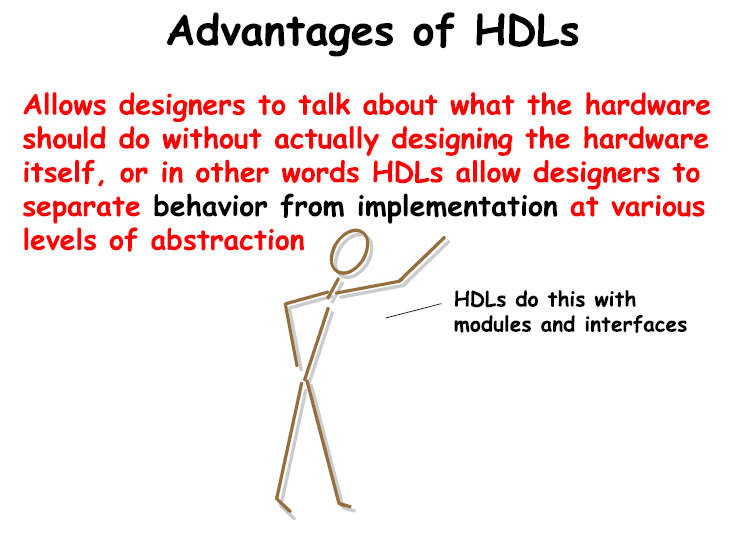 Advantages of HDLs
Allows designers to talk about what the hardware
should do without actually designing the hardware
itself, or in other words HDLs allow designers to
separate behavior from implementation at various
levels of abstraction
HDLs do this with
modules and interfaces